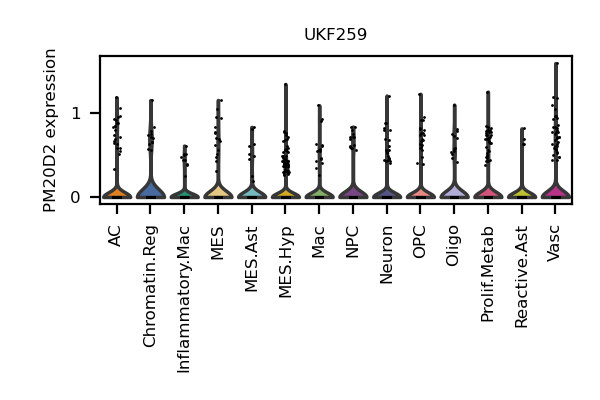 UKF259
PM20D2 expression
1
0
AC
Chromatin.Reg
Inflammatory.Mac
MES
MES.Ast
MES.Hyp
Mac
NPC
Neuron
OPC
Oligo
Prolif.Metab
Reactive.Ast
Vasc